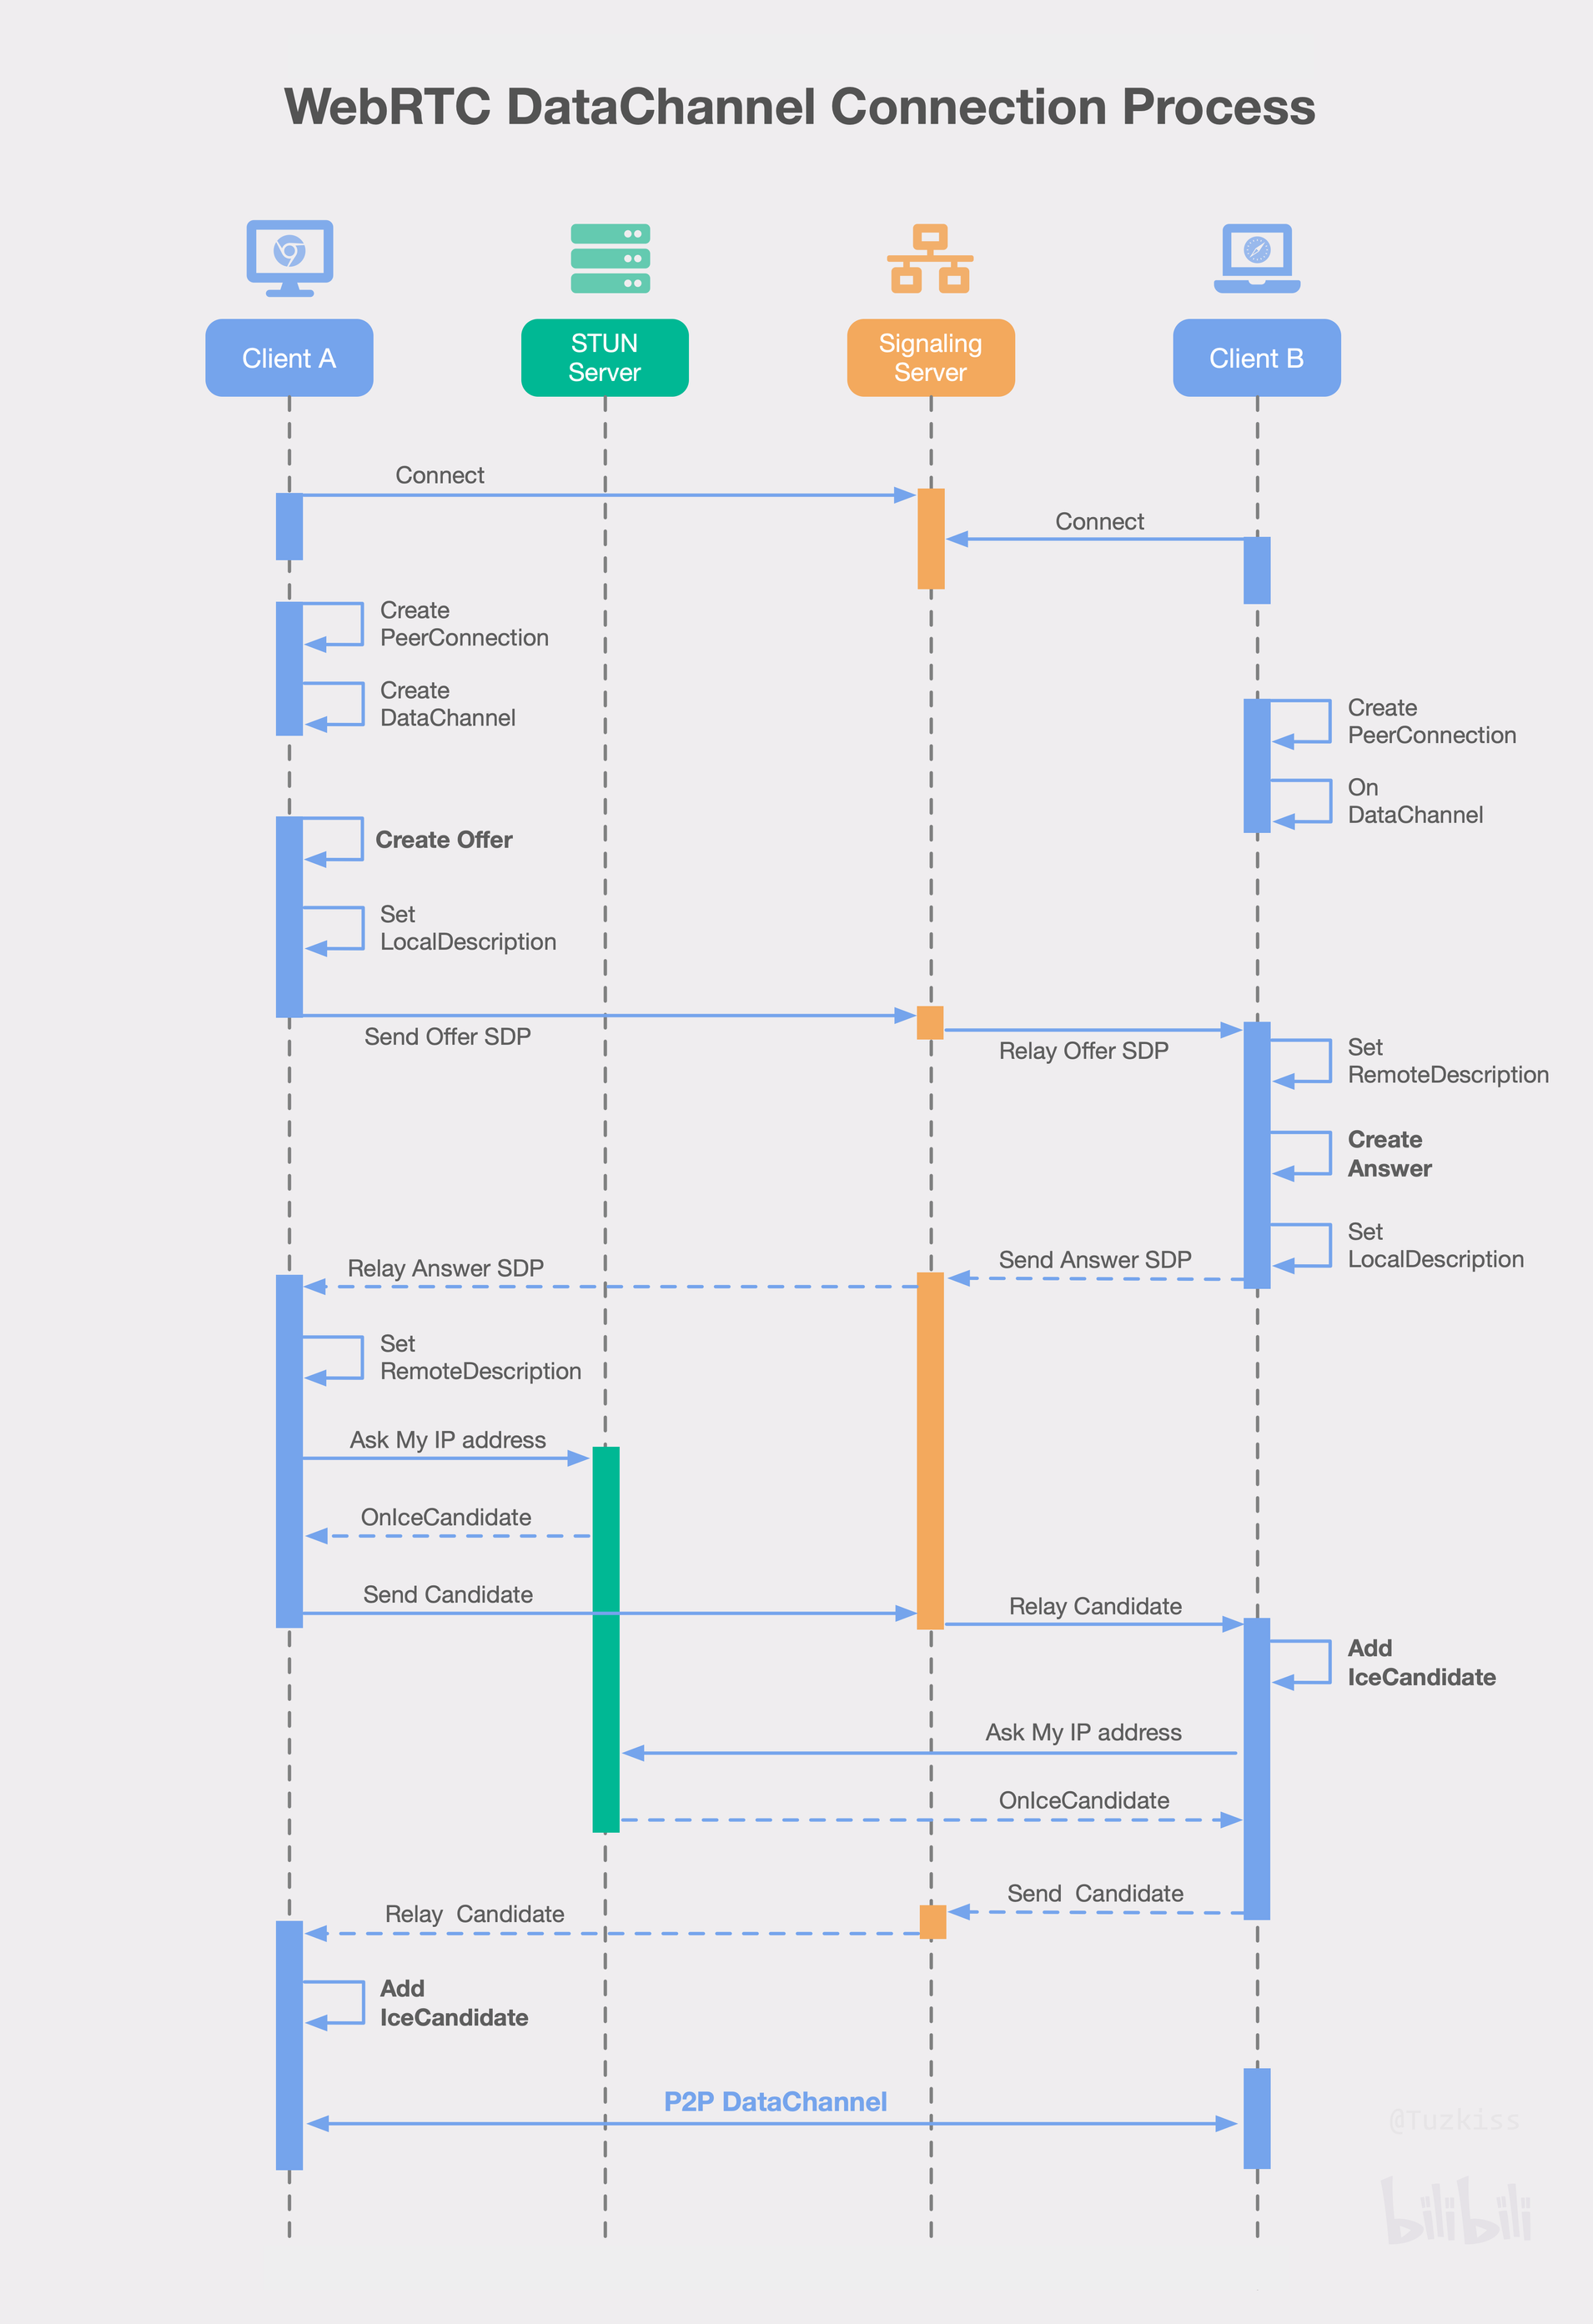 WebRTC DataChannel Connection Process
Client A
STUN
Server
Signaling
Server
Client B
Connect
Connect
Create
PeerConnection
Create
DataChannel
Create
PeerConnection
On
DataChannel
Create Offer
Set
LocalDescription
Send Offer SDP
Relay Offer SDP
Set
RemoteDescription
Create
Answer
Set
LocalDescription
Send Answer SDP
Relay Answer SDP
Set
RemoteDescription
Ask My IP address
OnIceCandidate
Send Candidate
Relay Candidate
Add
IceCandidate
Ask My IP address
OnIceCandidate
Send  Candidate
Relay  Candidate
Add
IceCandidate
P2P DataChannel
@Tuzkiss
bilibili